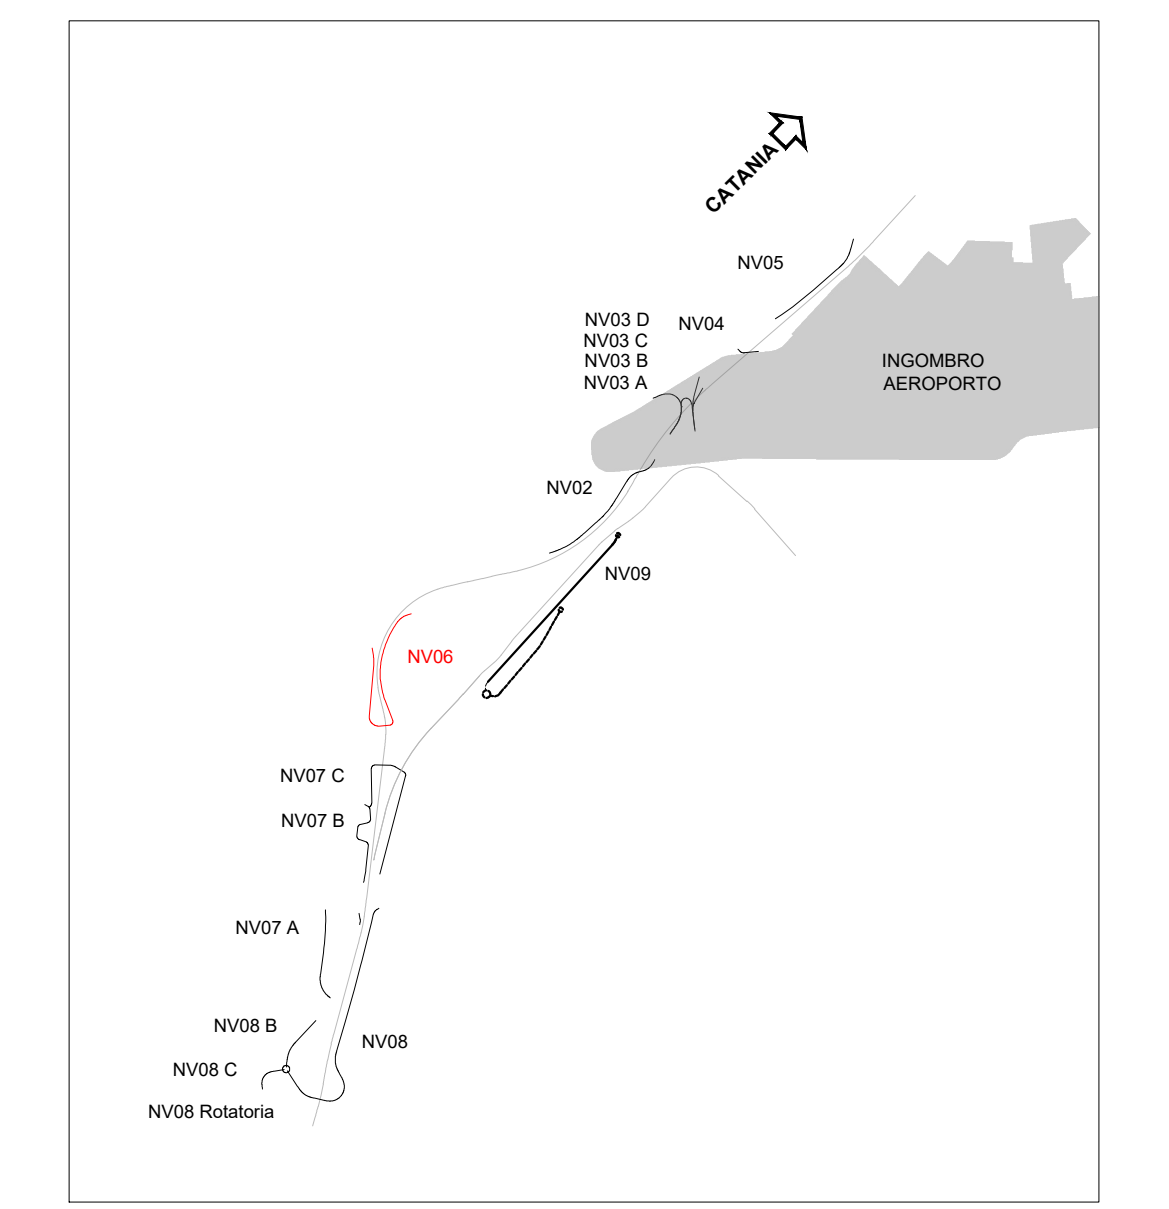 CATANIA
NV05
NV03 D
NV04
NV03 C
NV03 B
NV03 A
INGOMBRO
AEROPORTO
NV02
NV09
NV06
NV07 C
NV07 B
NV07 A
NV08 B
NV08
NV08 C
NV08 Rotatoria